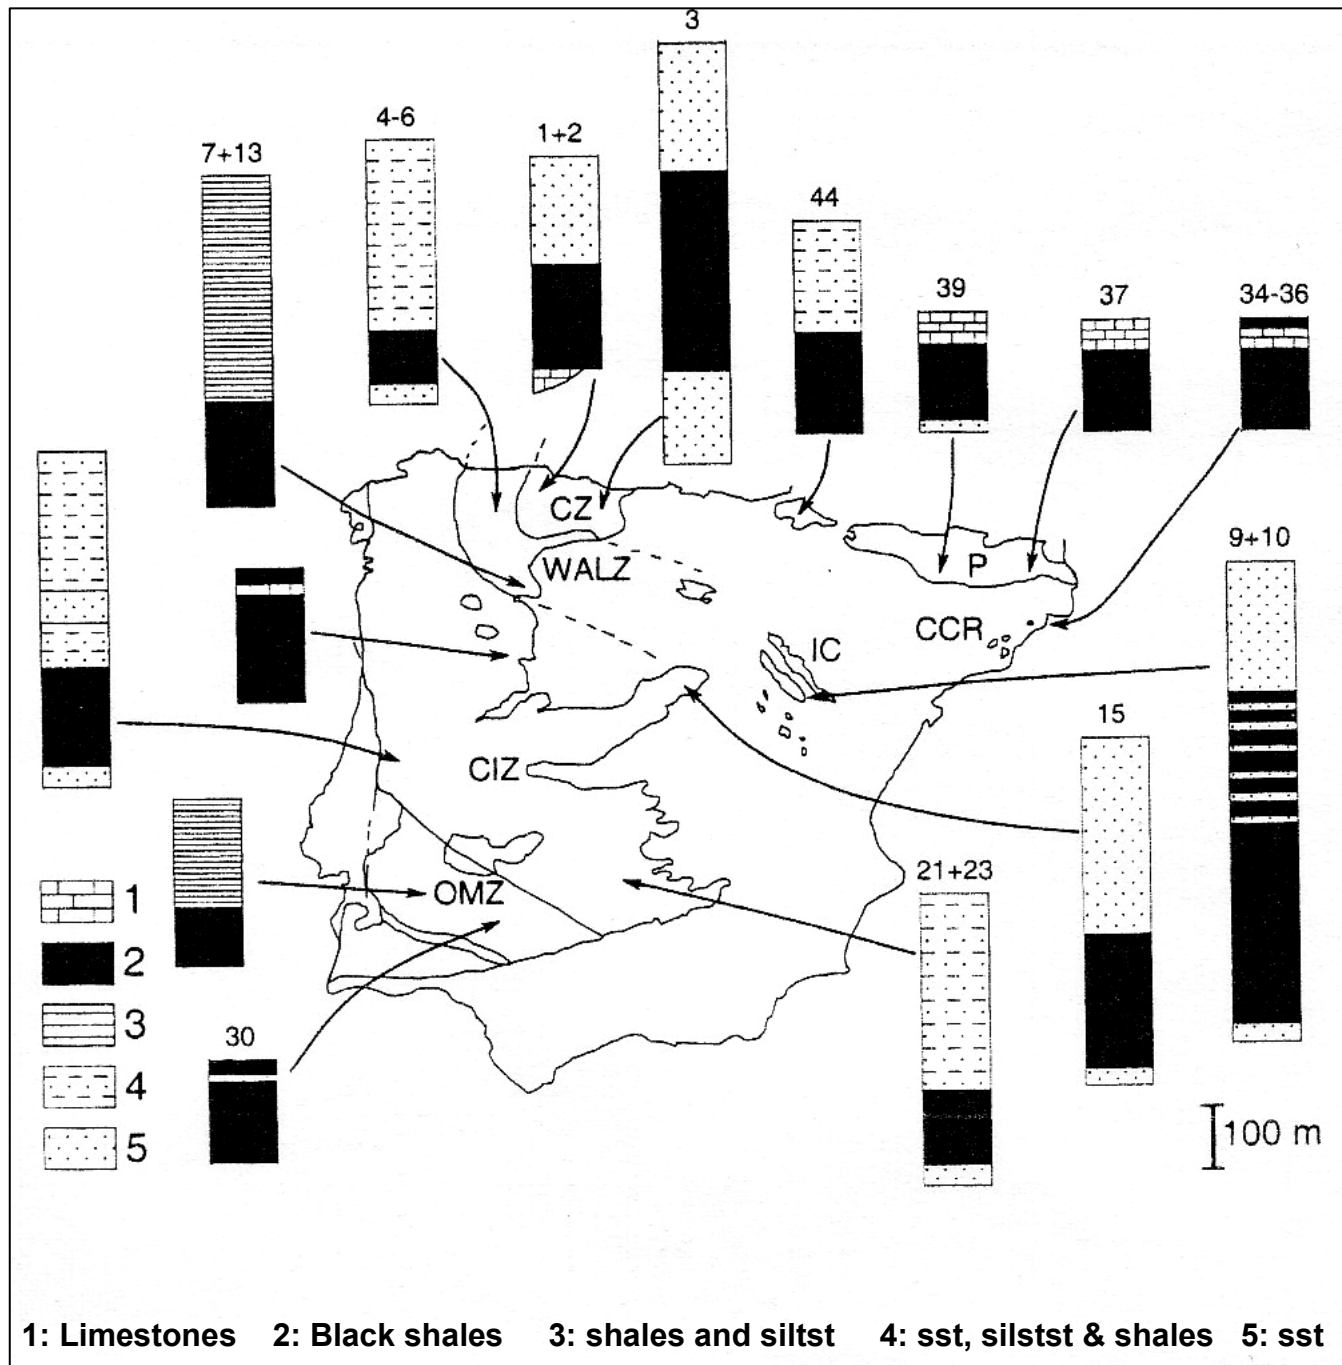 3
4-6
1+2
7+13
44
39
37
34-36
CZ
9+10
WALZ
P
CCR
IC
15
CIZ
21+23
OMZ
1
2
3
30
4
5
100 m
1: Limestones 2: Black shales 3: shales and siltst 4: sst, silstst & shales 5: sst